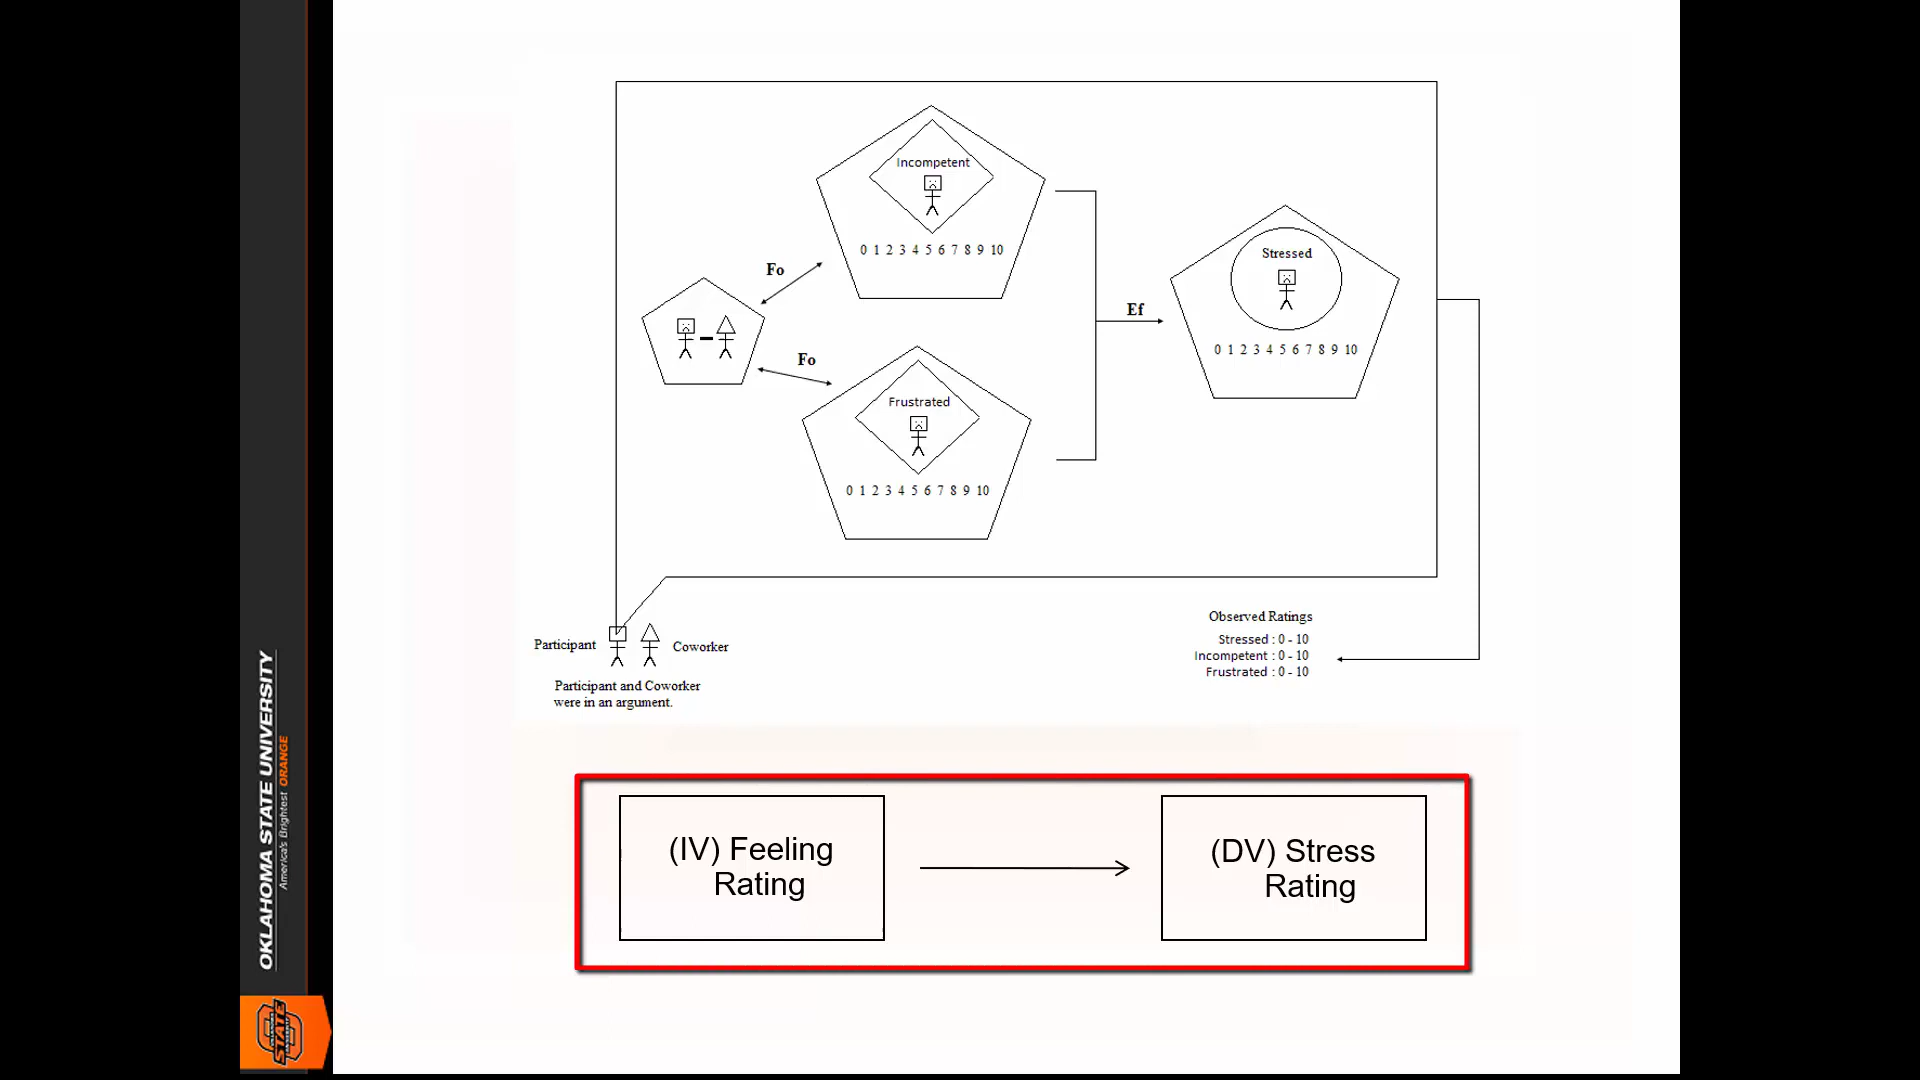 Incompetent
0 1 2 3 4 5 6 7 8 9 10
Fo
Stressed
0 1 2 3 4 5 6 7 8 9 10
Ef
Fo
Frustrated
0 1 2 3 4 5 6 7 8 9 10
Participant
Coworker
Participant and Coworker
were in an argument.
Observed Ratings
Stressed : 0 - 10
Incompetent : 0 - 10
Frustrated : 0 - 10
(IV) Feeling
Rating
(DV) Stress
Rating
OKLAHOMA STATE UNIVERSITY
America's Brightest ORANGE
STATE